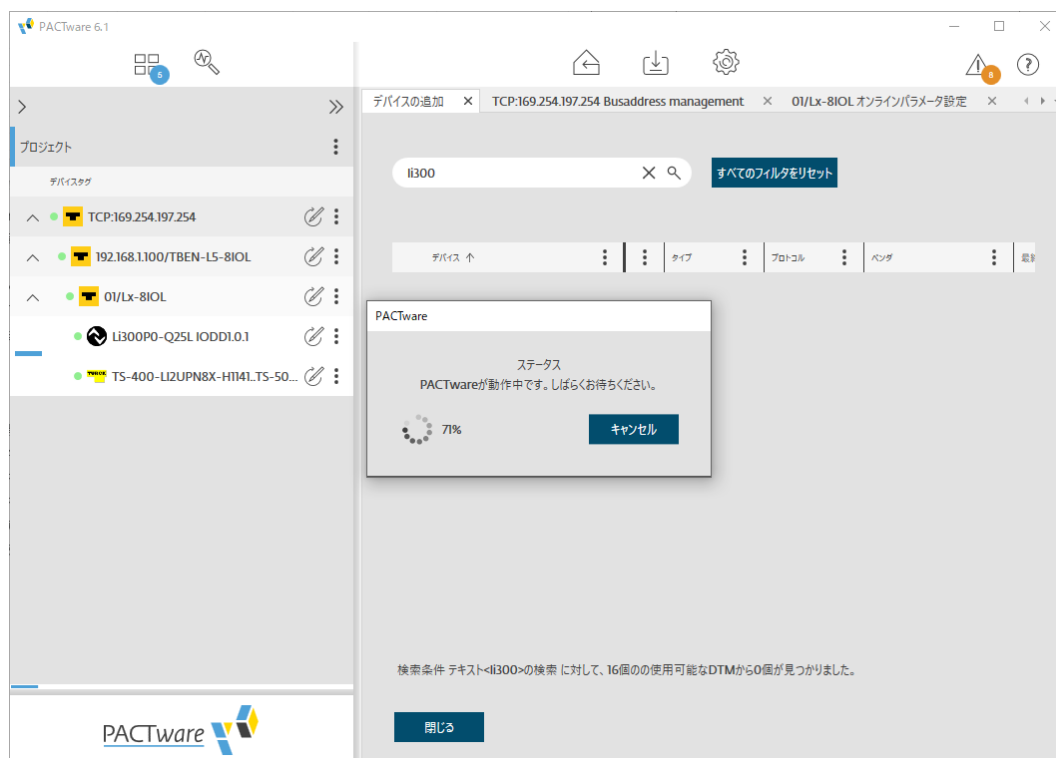 PACTware 6.1
5
8
デバイスの追加
TCP:169.254.197.254 Busaddress management
01/Lx-8IOL オンラインパラメータ設定
プロジェクト
デバイスタグ
TCP:169.254.197.254
192.168.1.100/TBEN-L5-8IOL
01/Lx-8IOL
Li300P0-Q25L IODD1.0.1
TURCK TS-400-LI2UPN8X-H1141..TS-50...
li300
すべてのフィルタをリセット
デバイス
タイプ
プロトコル
ベンダ
PACTware
ステータス
PACTwareが動作中です。しばらくお待ちください。
71%
キャンセル
検索条件 テキスト<li300>の検索 に対して、16個のの使用可能なDTMから0個が見つかりました。
閉じる
PACTware